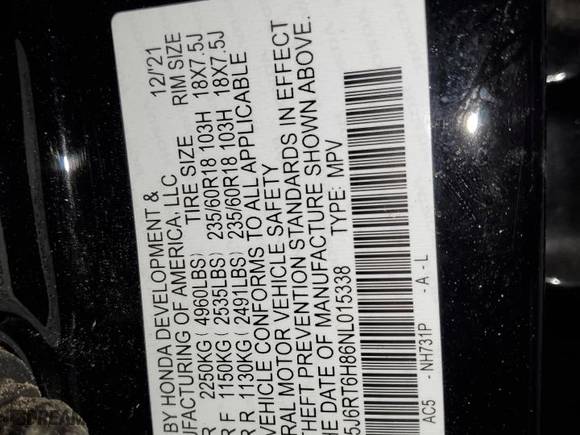 BY HONDA DEVELOPMENT & 12/'21
FACTURING OF AMERICA, LLC
TIRE SIZE RIM SIZE
R 2250KG ( 4960LBS)
R F 1150KG ( 2535LBS) 235/60R18 103H 18X7.5J
R R 1130KG ( 2491LBS) 235/60R18 103H 18X7.5J
VEHICLE CONFORMS TO ALL APPLICABLE
RAL MOTOR VEHICLE SAFETY
THEFT PREVENTION STANDARDS IN EFFECT
THE DATE OF MANUFACTURE SHOWN ABOVE.
5J6RT6H86NL015338 TYPE: MPV
AC5 - NH731P - A - L
SPREAM